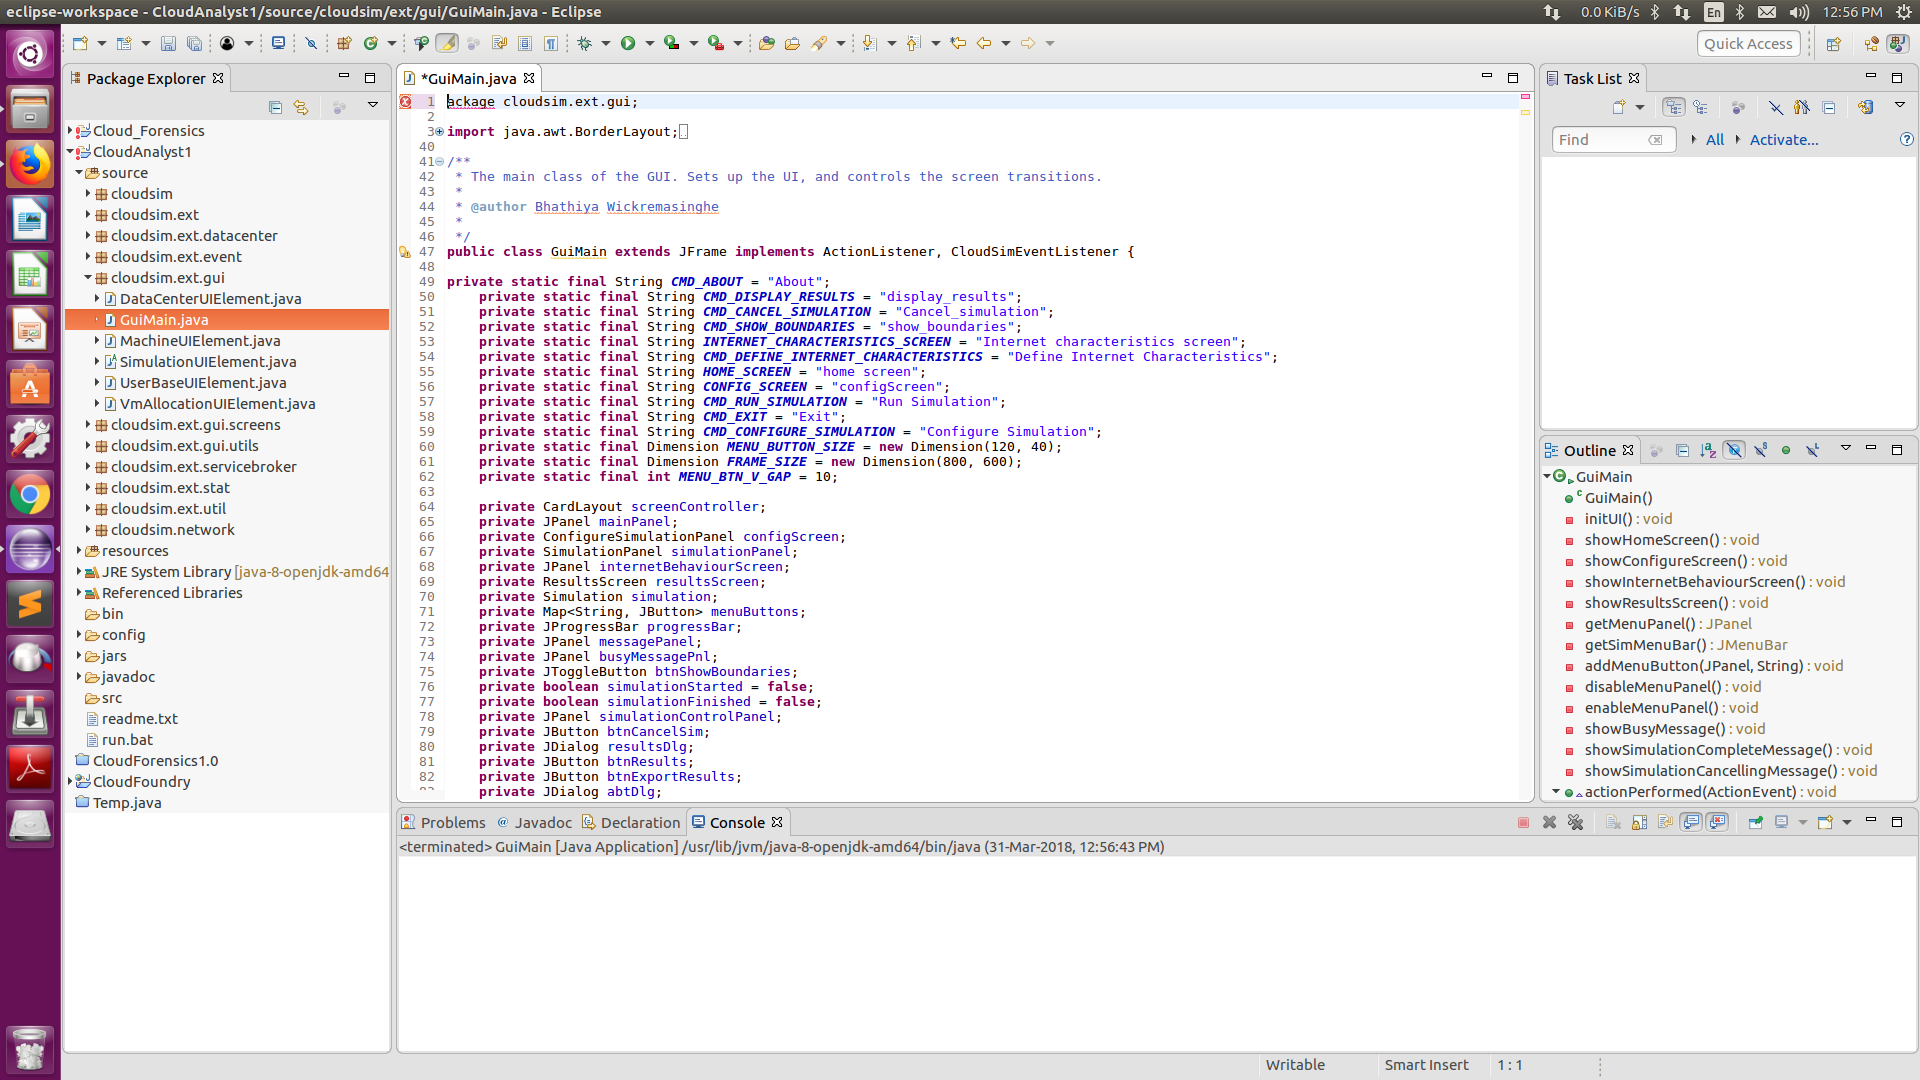 eclipse-workspace - CloudAnalyst1/source/cloudsim/ext/gui/GuiMain.java - Eclipse
0.0 KiB/s
En
12:56 PM
Quick Access
Package Explorer
Cloud_Forensics
CloudAnalyst1
source
cloudsim
cloudsim.ext
cloudsim.ext.datacenter
cloudsim.ext.event
cloudsim.ext.gui
DataCenterUIElement.java
GuiMain.java
MachineUIElement.java
SimulationUIElement.java
UserBaseUIElement.java
VmAllocationUIElement.java
cloudsim.ext.gui.screens
cloudsim.ext.gui.utils
cloudsim.ext.servicebroker
cloudsim.ext.stat
cloudsim.ext.util
cloudsim.network
resources
JRE System Library [java-8-openjdk-amd64
Referenced Libraries
bin
config
jars
javadoc
src
readme.txt
run.bat
CloudForensics1.0
CloudFoundry
Temp.java
*GuiMain.java
1 ackage cloudsim.ext.gui;
2
3 import java.awt.BorderLayout;
40
41 /**
42 * The main class of the GUI. Sets up the UI, and controls the screen transitions.
43 *
44 * @author Bhathiya Wickremasinghe
45 *
46 */
47 public class GuiMain extends JFrame implements ActionListener, CloudSimEventListener {
48
49 private static final String CMD_ABOUT = "About";
50 private static final String CMD_DISPLAY_RESULTS = "display_results";
51 private static final String CMD_CANCEL_SIMULATION = "Cancel_simulation";
52 private static final String CMD_SHOW_BOUNDARIES = "show_boundaries";
53 private static final String INTERNET_CHARACTERISTICS_SCREEN = "Internet characteristics screen";
54 private static final String CMD_DEFINE_INTERNET_CHARACTERISTICS = "Define Internet Characteristics";
55 private static final String HOME_SCREEN = "home screen";
56 private static final String CONFIG_SCREEN = "configScreen";
57 private static final String CMD_RUN_SIMULATION = "Run Simulation";
58 private static final String CMD_EXIT = "Exit";
59 private static final String CMD_CONFIGURE_SIMULATION = "Configure Simulation";
60 private static final Dimension MENU_BUTTON_SIZE = new Dimension(120, 40);
61 private static final Dimension FRAME_SIZE = new Dimension(800, 600);
62 private static final int MENU_BTN_V_GAP = 10;
63
64 private CardLayout screenController;
65 private JPanel mainPanel;
66 private ConfigureSimulationPanel configScreen;
67 private SimulationPanel simulationPanel;
68 private JPanel internetBehaviourScreen;
69 private ResultsScreen resultsScreen;
70 private Simulation simulation;
71 private Map<String, JButton> menuButtons;
72 private JProgressBar progressBar;
73 private JPanel messagePanel;
74 private JPanel busyMessagePnl;
75 private JToggleButton btnShowBoundaries;
76 private boolean simulationStarted = false;
77 private boolean simulationFinished = false;
78 private JPanel simulationControlPanel;
79 private JButton btnCancelSim;
80 private JDialog resultsDlg;
81 private JButton btnResults;
82 private JButton btnExportResults;
83 private JDialog abtDlg;
Task List
Find
All
Activate...
Outline
GuiMain
GuiMain()
initUI() : void
showHomeScreen() : void
showConfigureScreen() : void
showInternetBehaviourScreen() : void
showResultsScreen() : void
getMenuPanel() : JPanel
getSimMenuBar() : JMenuBar
addMenuButton(JPanel, String) : void
disableMenuPanel() : void
enableMenuPanel() : void
showBusyMessage() : void
showSimulationCompleteMessage() : void
showSimulationCancellingMessage() : void
actionPerformed(ActionEvent) : void
Problems
Javadoc
Declaration
Console
<terminated> GuiMain [Java Application] /usr/lib/jvm/java-8-openjdk-amd64/bin/java (31-Mar-2018, 12:56:43 PM)
Writable
Smart Insert
1 : 1